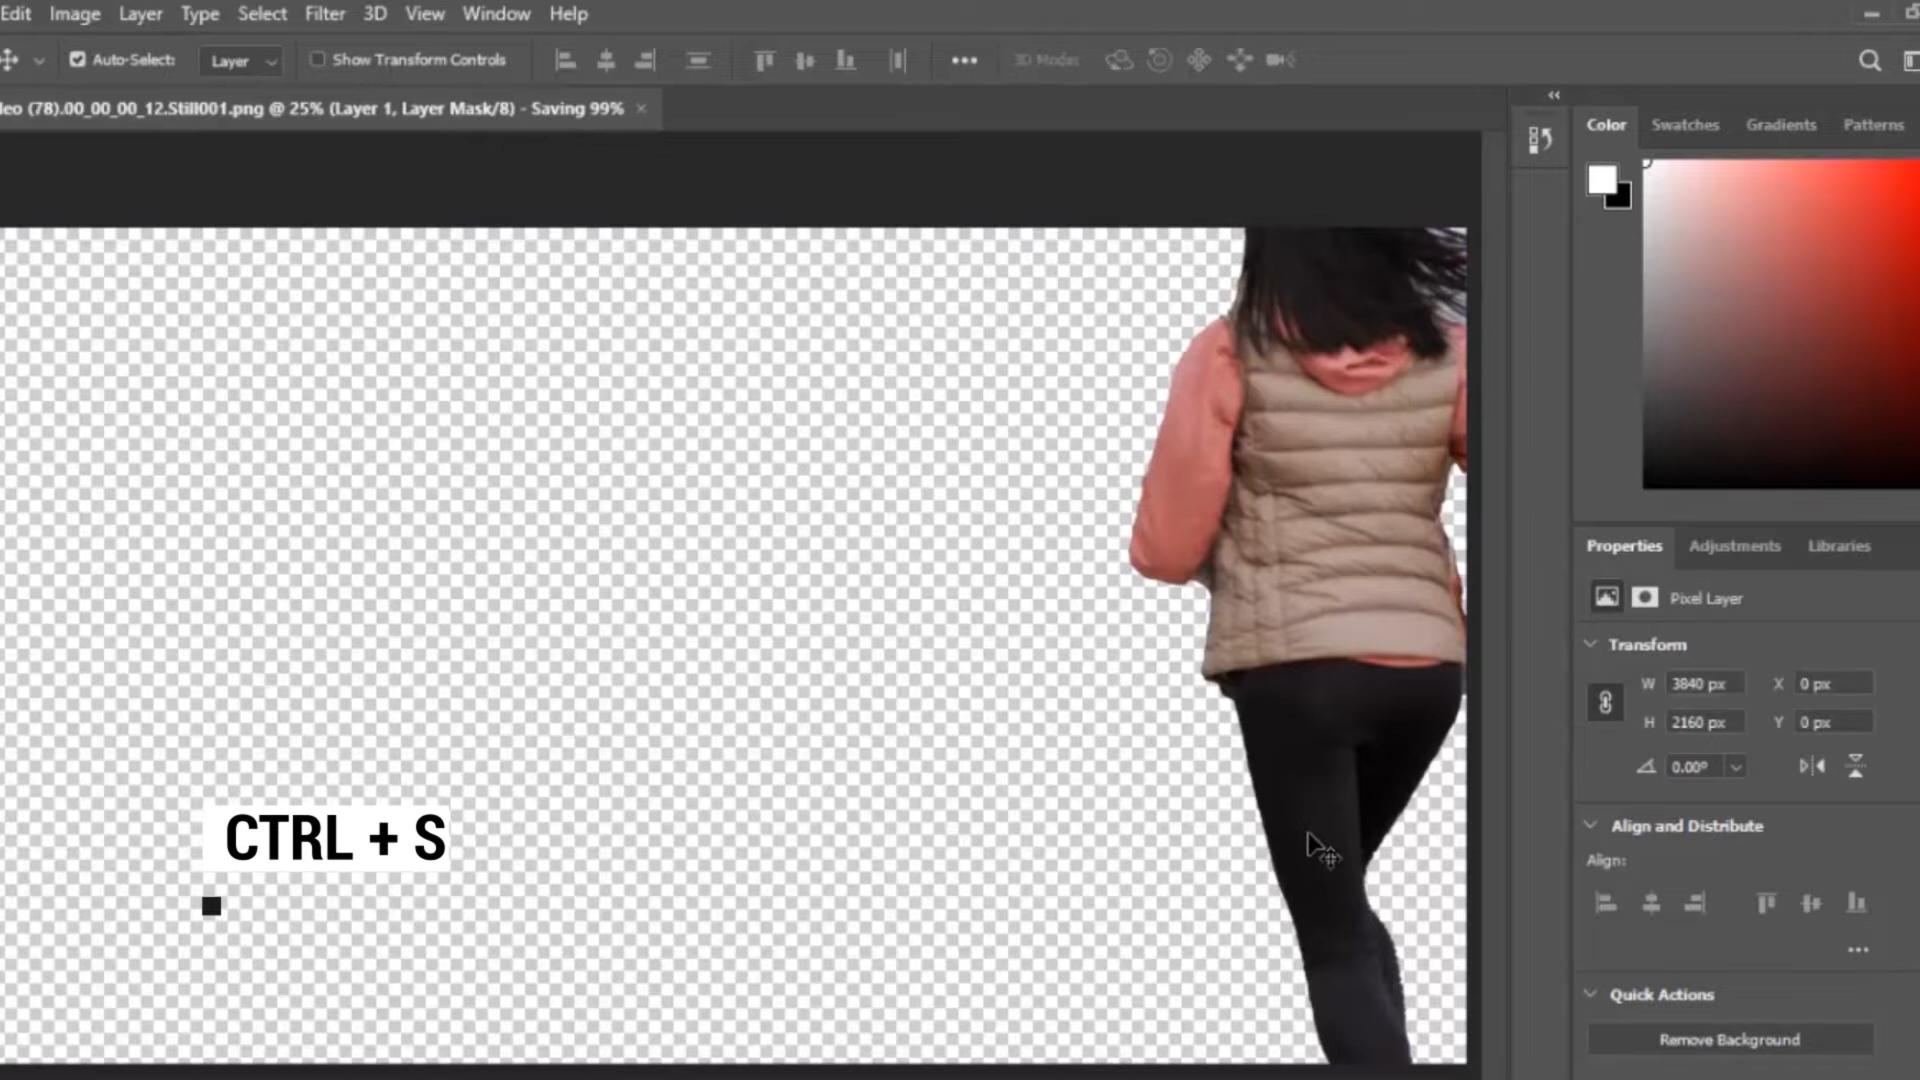 Edit Image Layer Type Select Filter 3D View Window Help
Auto-Select: Layer Show Transform Controls 3D Mode:
deo (78).00_00_00_12.Still001.png @ 25% (Layer 1, Layer Mask/8) - Saving 99% ×
Color Swatches Gradients Patterns
Properties Adjustments Libraries
Pixel Layer
Transform
W 3840 px X 0 px
H 2160 px Y 0 px
0.00°
Align and Distribute
Align:
Quick Actions
Remove Background
CTRL + S